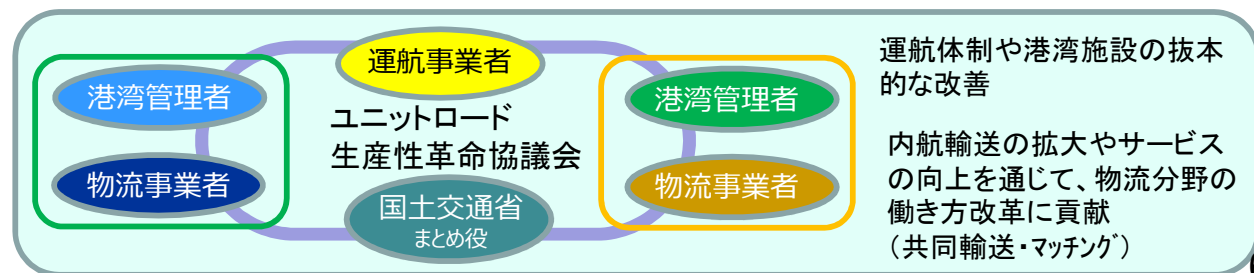 運航事業者
港湾管理者
物流事業者
ユニットロード
生産性革命協議会
国土交通省
まとめ役
港湾管理者
物流事業者
運航体制や港湾施設の抜本
的な改善
内航輸送の拡大やサービス
の向上を通じて、物流分野の
働き方改革に貢献
（共同輸送・マッチング）